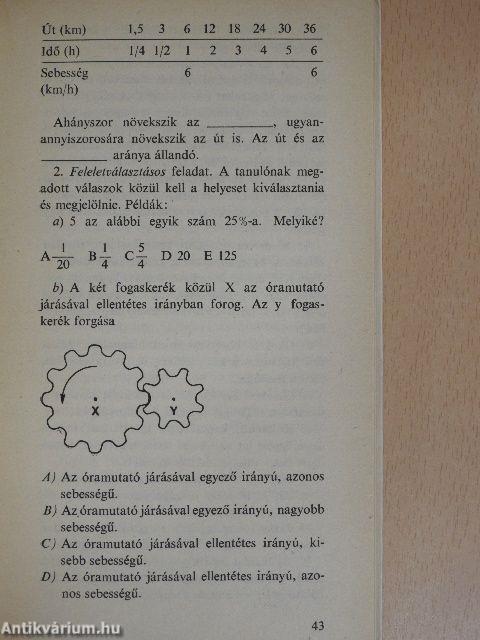 Út (km) 1,5 3 6 12 18 24 30 36
Idő (h) 1/4 1/2 1 2 3 4 5 6
Sebesség 6 6
(km/h)
Ahányszor növekszik az ________, ugyan-
annyiszorosára növekszik az út is. Az út és az
________ aránya állandó.
2. Feleletválasztásos feladat. A tanulónak meg-
adott válaszok közül kell a helyeset kiválasztania
és megjelölnie. Példák:
a) 5 az alábbi egyik szám 25%-a. Melyiké?
A 1/20 B 1/4 C 5/4 D 20 E 125
b) A két fogaskerék közül X az óramutató
járásával ellentétes irányban forog. Az y fogas-
kerék forgása
X Y
A) Az óramutató járásával egyező irányú, azonos
sebességű.
B) Az óramutató járásával egyező irányú, nagyobb
sebességű.
C) Az óramutató járásával ellentétes irányú, ki-
sebb sebességű.
D) Az óramutató járásával ellentétes irányú, azo-
nos sebességű.
43
Antikvárium.hu